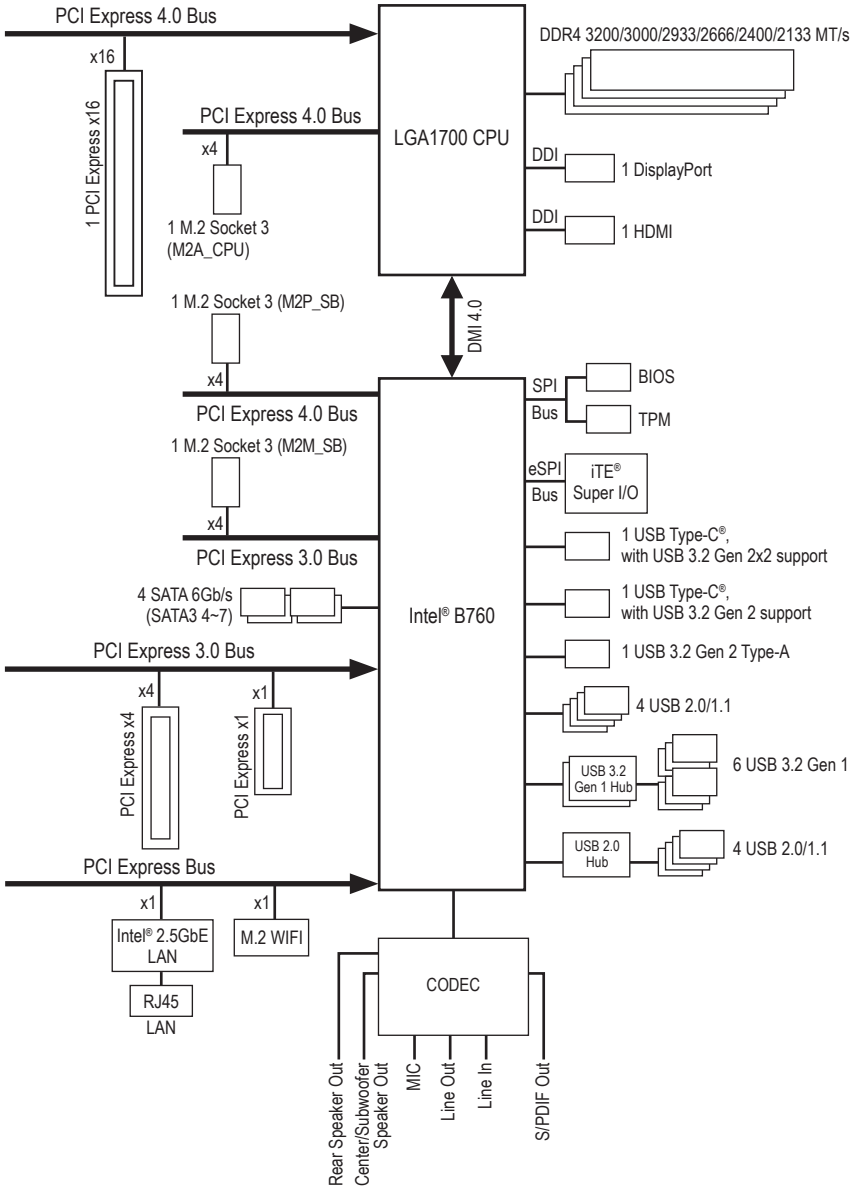 PCI Express 4.0 Bus
x16
1 PCI Express x16
PCI Express 4.0 Bus
x4
1 M.2 Socket 3
(M2A_CPU)
LGA1700 CPU
DDR4 3200/3000/2933/2666/2400/2133 MT/s
DDI
1 DisplayPort
DDI
1 HDMI
DMI 4.0
1 M.2 Socket 3 (M2P_SB)
x4
PCI Express 4.0 Bus
1 M.2 Socket 3 (M2M_SB)
x4
PCI Express 3.0 Bus
4 SATA 6Gb/s
(SATA3 4~7)
Intel® B760
SPI
Bus
BIOS
TPM
eSPI
Bus
iTE®
Super I/O
1 USB Type-C®,
with USB 3.2 Gen 2x2 support
1 USB Type-C®,
with USB 3.2 Gen 2 support
1 USB 3.2 Gen 2 Type-A
4 USB 2.0/1.1
USB 3.2
Gen 1 Hub
6 USB 3.2 Gen 1
USB 2.0
Hub
4 USB 2.0/1.1
PCI Express 3.0 Bus
x4
PCI Express x4
x1
PCI Express x1
PCI Express Bus
x1
Intel® 2.5GbE
LAN
RJ45
LAN
x1
M.2 WIFI
CODEC
Rear Speaker Out
Center/Subwoofer
Speaker Out
MIC
Line Out
Line In
S/PDIF Out